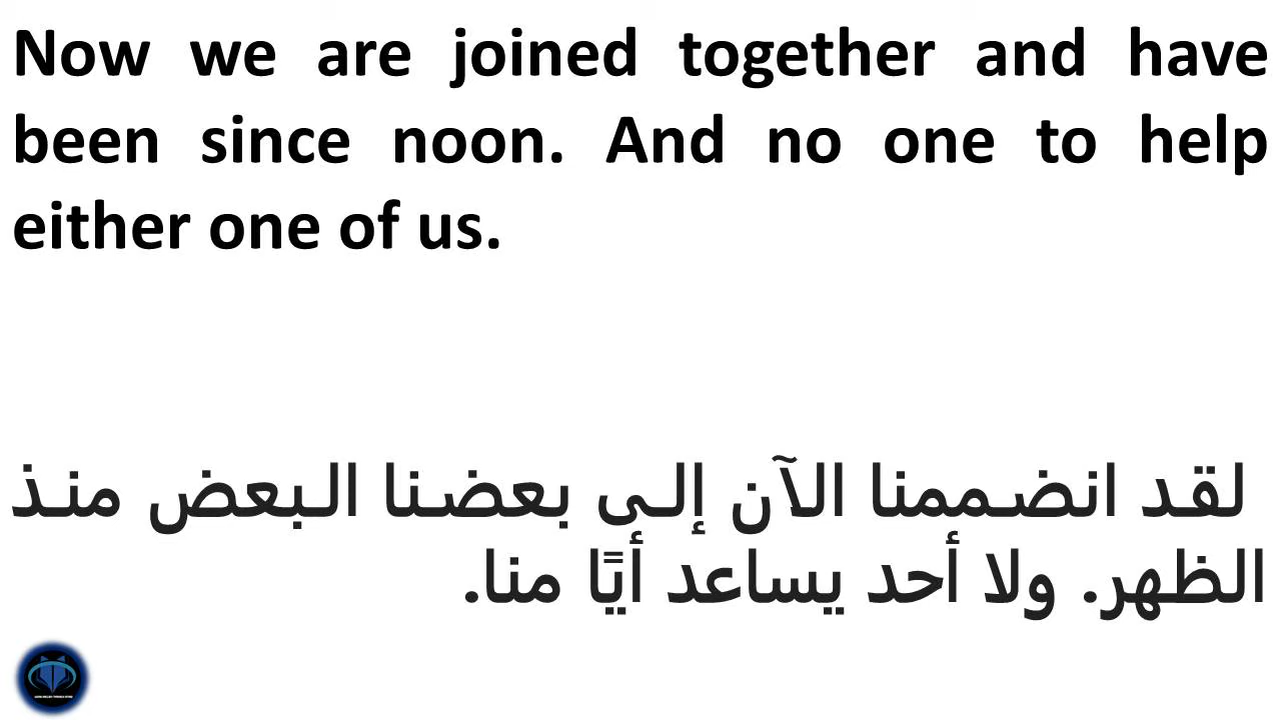 Now we are joined together and have
been since noon. And no one to help
either one of us.
لقد انضممنا الآن إلى بعضنا البعض منذ
الظهر. ولا أحد يساعد أيًا منا.